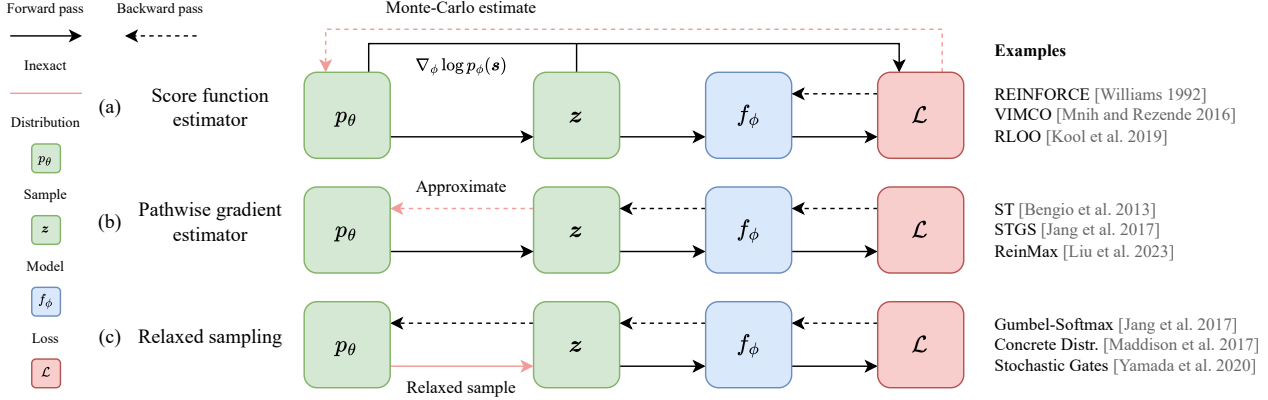 Forward pass
Backward pass
Inexact
Distribution
p_θ
Sample
z
Model
f_ϕ
Loss
ℒ
Monte-Carlo estimate
∇_ϕ log p_ϕ(s)
(a) Score function
estimator
p_θ
z
f_ϕ
ℒ
Approximate
(b) Pathwise gradient
estimator
p_θ
z
f_ϕ
ℒ
(c) Relaxed sampling
p_θ
z
f_ϕ
ℒ
Relaxed sample
Examples
REINFORCE [Williams 1992]
VIMCO [Mnih and Rezende 2016]
RLOO [Kool et al. 2019]
ST [Bengio et al. 2013]
STGS [Jang et al. 2017]
ReinMax [Liu et al. 2023]
Gumbel-Softmax [Jang et al. 2017]
Concrete Distr. [Maddison et al. 2017]
Stochastic Gates [Yamada et al. 2020]